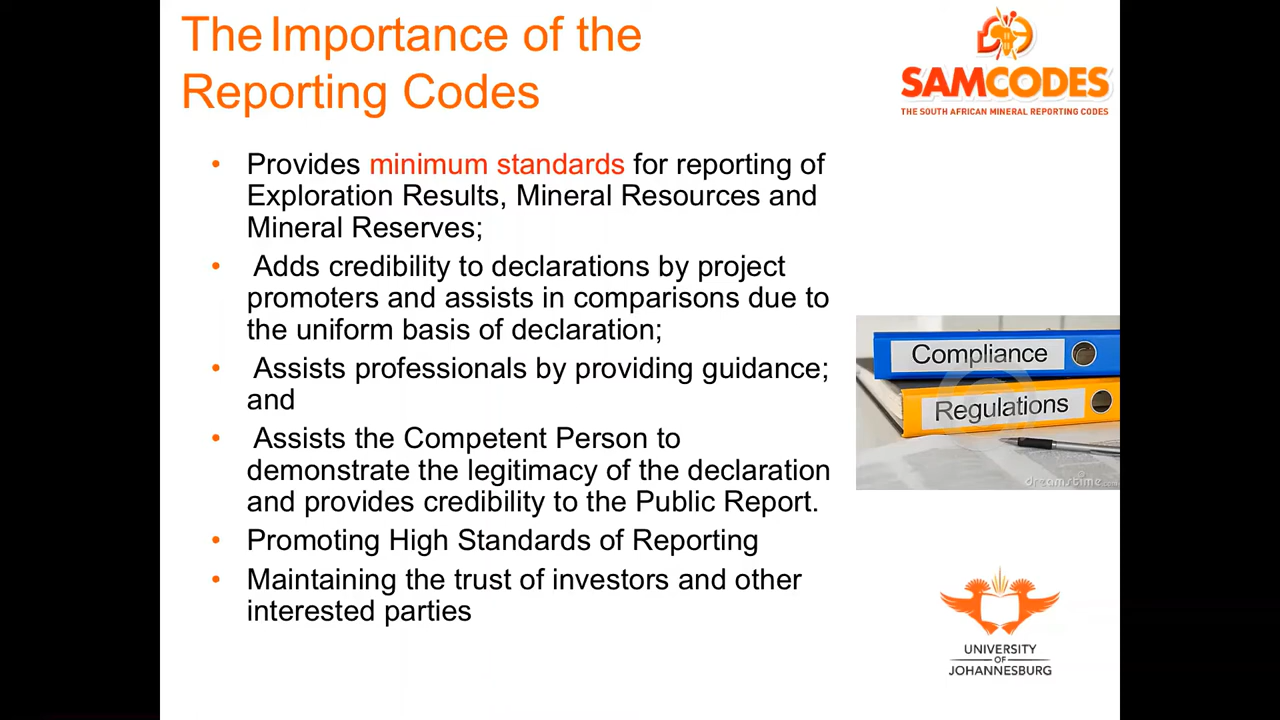 The Importance of the
Reporting Codes
SAMCODES
THE SOUTH AFRICAN MINERAL REPORTING CODES
• Provides minimum standards for reporting of
Exploration Results, Mineral Resources and
Mineral Reserves;
• Adds credibility to declarations by project
promoters and assists in comparisons due to
the uniform basis of declaration;
• Assists professionals by providing guidance;
and
• Assists the Competent Person to
demonstrate the legitimacy of the declaration
and provides credibility to the Public Report.
• Promoting High Standards of Reporting
• Maintaining the trust of investors and other
interested parties
Compliance
Regulations
dreamstime.com
UNIVERSITY
OF
JOHANNESBURG